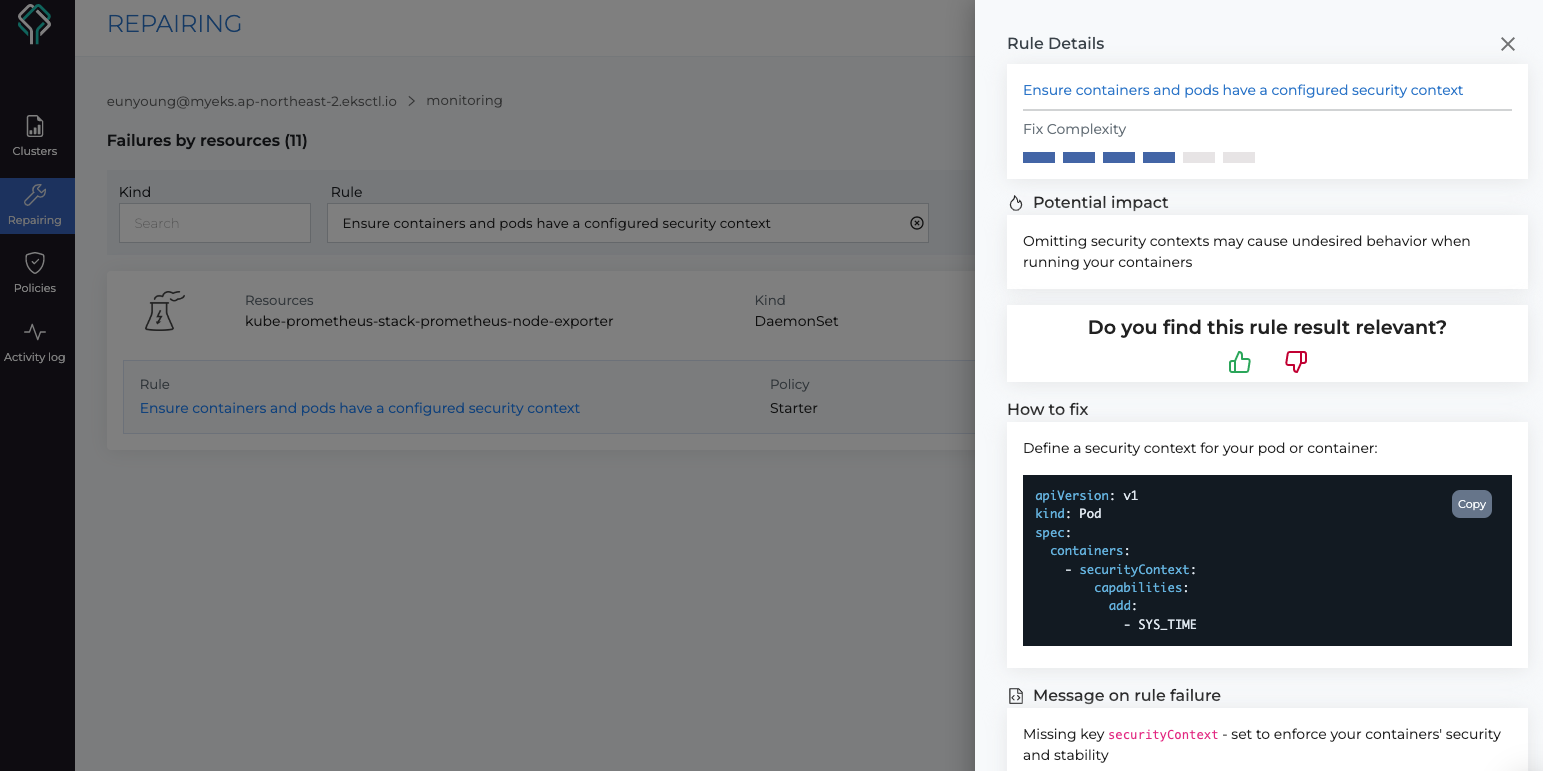 REPAIRING
Clusters
Repairing
Policies
Activity log
eunyoung@myeks.ap-northeast-2.eksctl.io > monitoring
Failures by resources (11)
Kind
Search
Rule
Ensure containers and pods have a configured security context
Resources
kube-prometheus-stack-prometheus-node-exporter
Kind
DaemonSet
Rule
Ensure containers and pods have a configured security context
Policy
Starter
Rule Details
Ensure containers and pods have a configured security context
Fix Complexity
Potential impact
Omitting security contexts may cause undesired behavior when
running your containers
Do you find this rule result relevant?
How to fix
Define a security context for your pod or container:
Copy
apiVersion: v1
kind: Pod
spec:
  containers:
    - securityContext:
        capabilities:
          add:
            - SYS_TIME
Message on rule failure
Missing key securityContext - set to enforce your containers' security
and stability